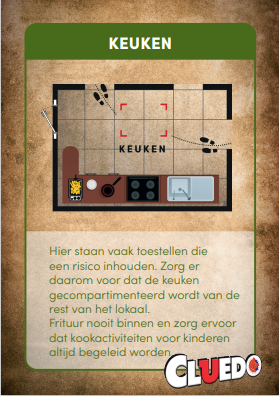 KEUKEN
KEUKEN
Hier staan vaak toestellen die
een risico inhouden. Zorg er
daarom voor dat de keuken
gecompartimenteerd wordt van de
rest van het lokaal.
Frituur nooit binnen en zorg ervoor
dat kookactiviteiten voor kinderen
altijd begeleid worden.
CLUEDO